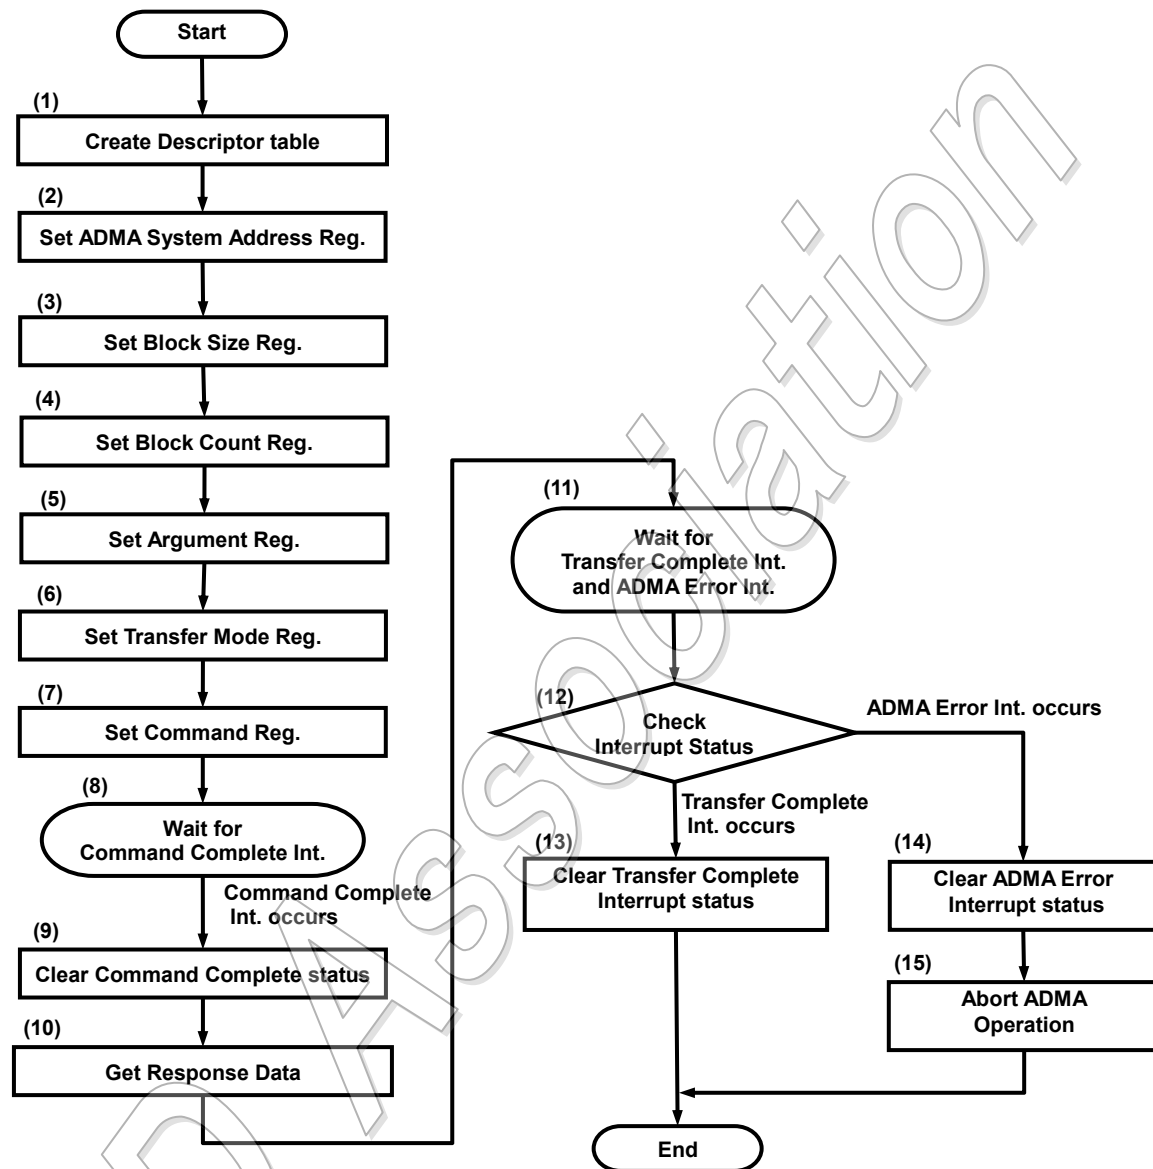 Start
(1)
Create Descriptor table
(2)
Set ADMA System Address Reg.
(3)
Set Block Size Reg.
(4)
Set Block Count Reg.
(5)
Set Argument Reg.
(6)
Set Transfer Mode Reg.
(7)
Set Command Reg.
(8)
Wait for
Command Complete Int.
Command Complete
Int. occurs
(9)
Clear Command Complete status
(10)
Get Response Data
(11)
Wait for
Transfer Complete Int.
and ADMA Error Int.
(12)
Check
Interrupt Status
ADMA Error Int. occurs
Transfer Complete
Int. occurs
(13)
Clear Transfer Complete
Interrupt status
(14)
Clear ADMA Error
Interrupt status
(15)
Abort ADMA
Operation
End
D Association